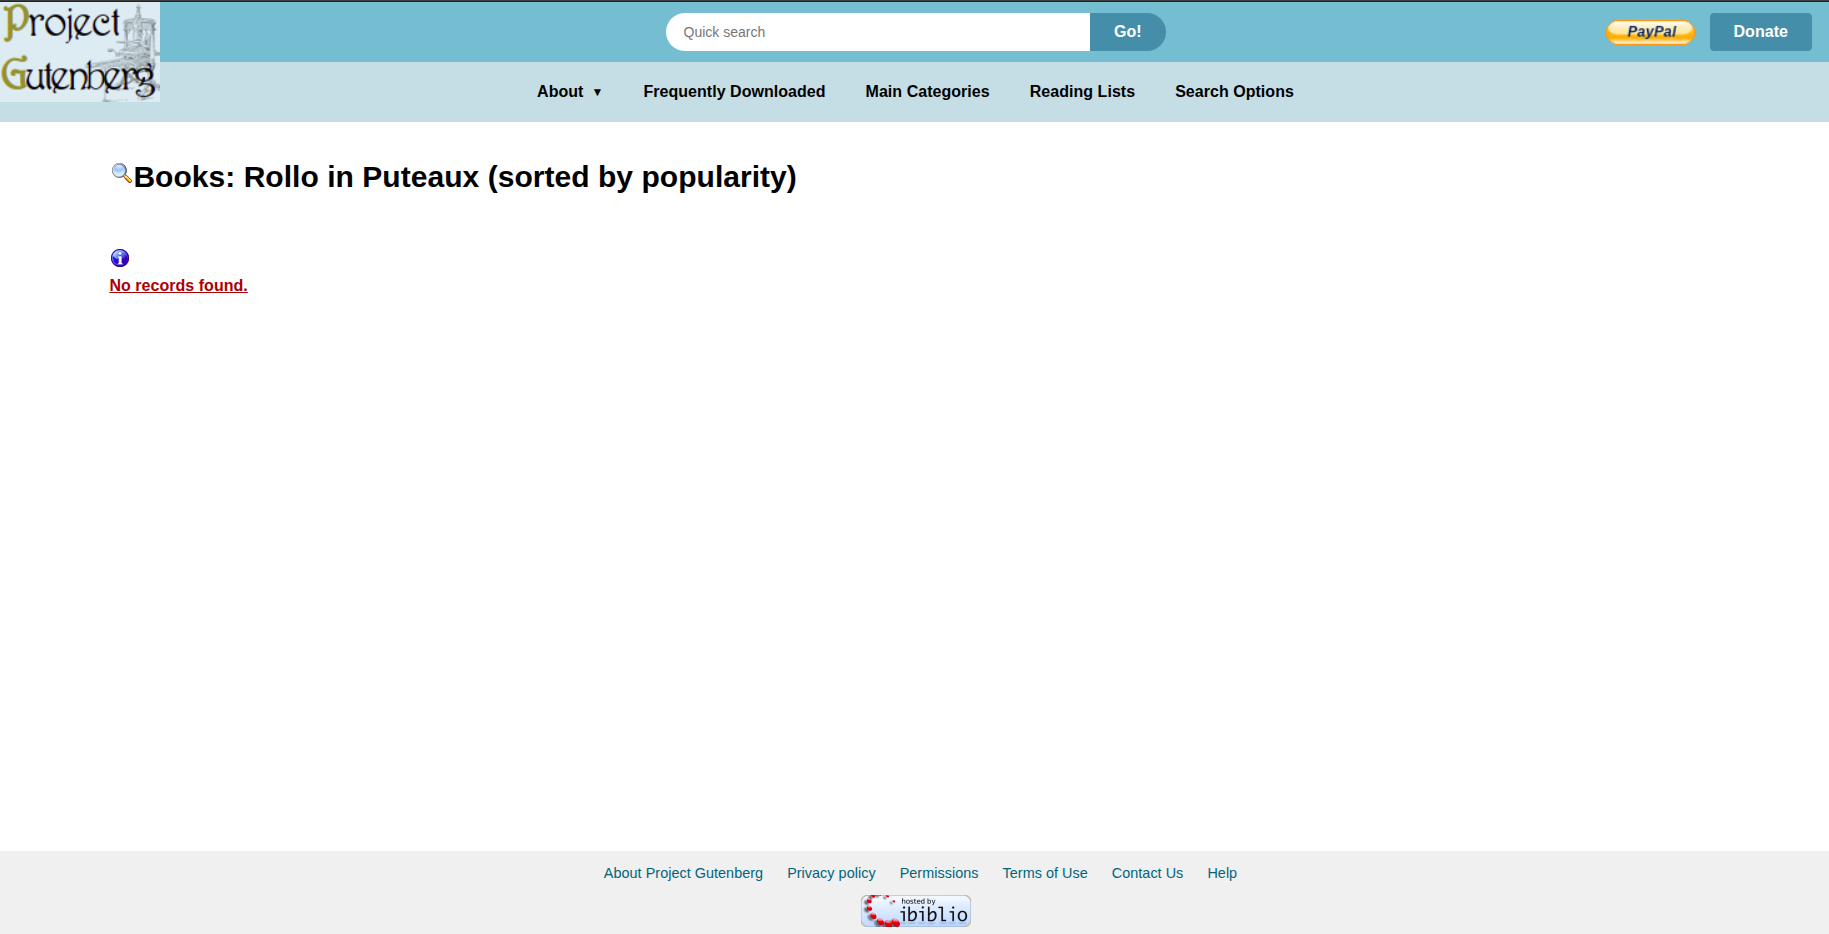 Project
Gutenberg
Quick search
Go!
PayPal
Donate
About ▼
Frequently Downloaded
Main Categories
Reading Lists
Search Options
Books: Rollo in Puteaux (sorted by popularity)
No records found.
About Project Gutenberg
Privacy policy
Permissions
Terms of Use
Contact Us
Help
hosted by
ibiblio